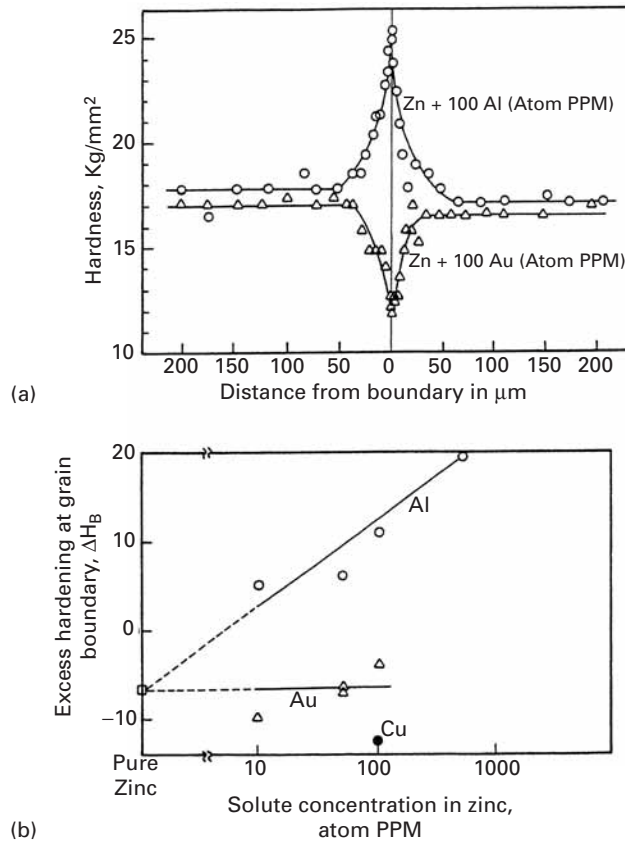 25
20
15
10
Hardness, Kg/mm²
Zn + 100 Al (Atom PPM)
Zn + 100 Au (Atom PPM)
200 150 100 50 0 50 100 150 200
Distance from boundary in μm
(a)
20
10
0
−10
Excess hardening at grain
boundary, ΔH_B
Al
Au
Cu
Pure
Zinc
10 100 1000
Solute concentration in zinc,
atom PPM
(b)